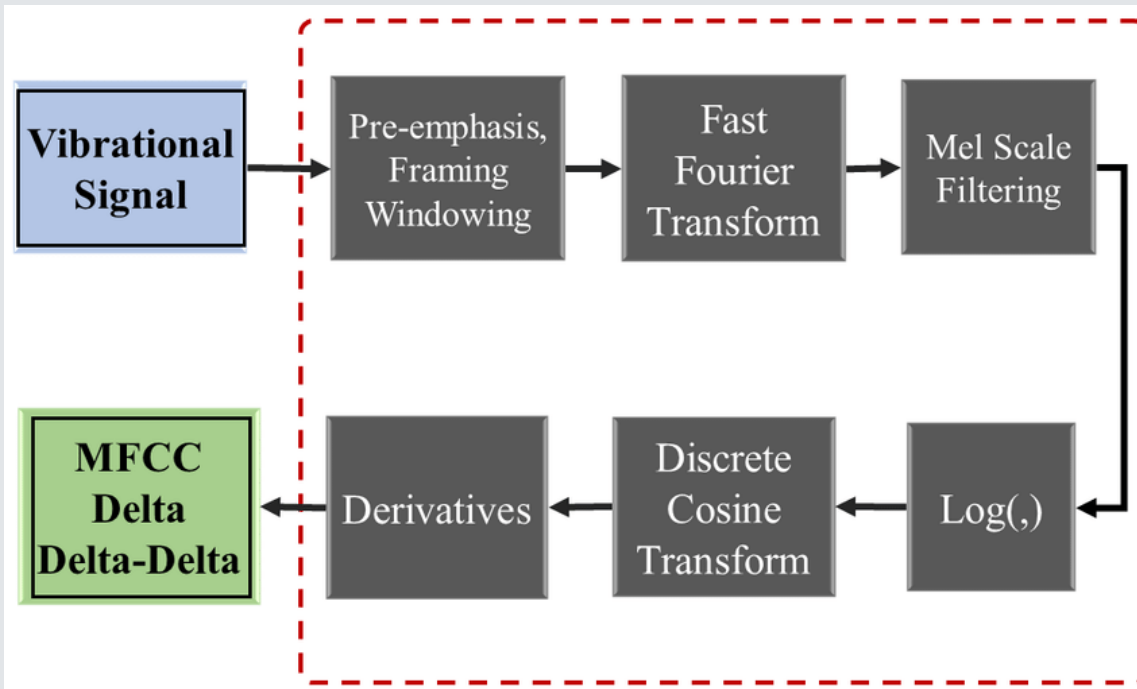 Vibrational
Signal
Pre-emphasis,
Framing
Windowing
Fast
Fourier
Transform
Mel Scale
Filtering
Log(,)
Discrete
Cosine
Transform
Derivatives
MFCC
Delta
Delta-Delta